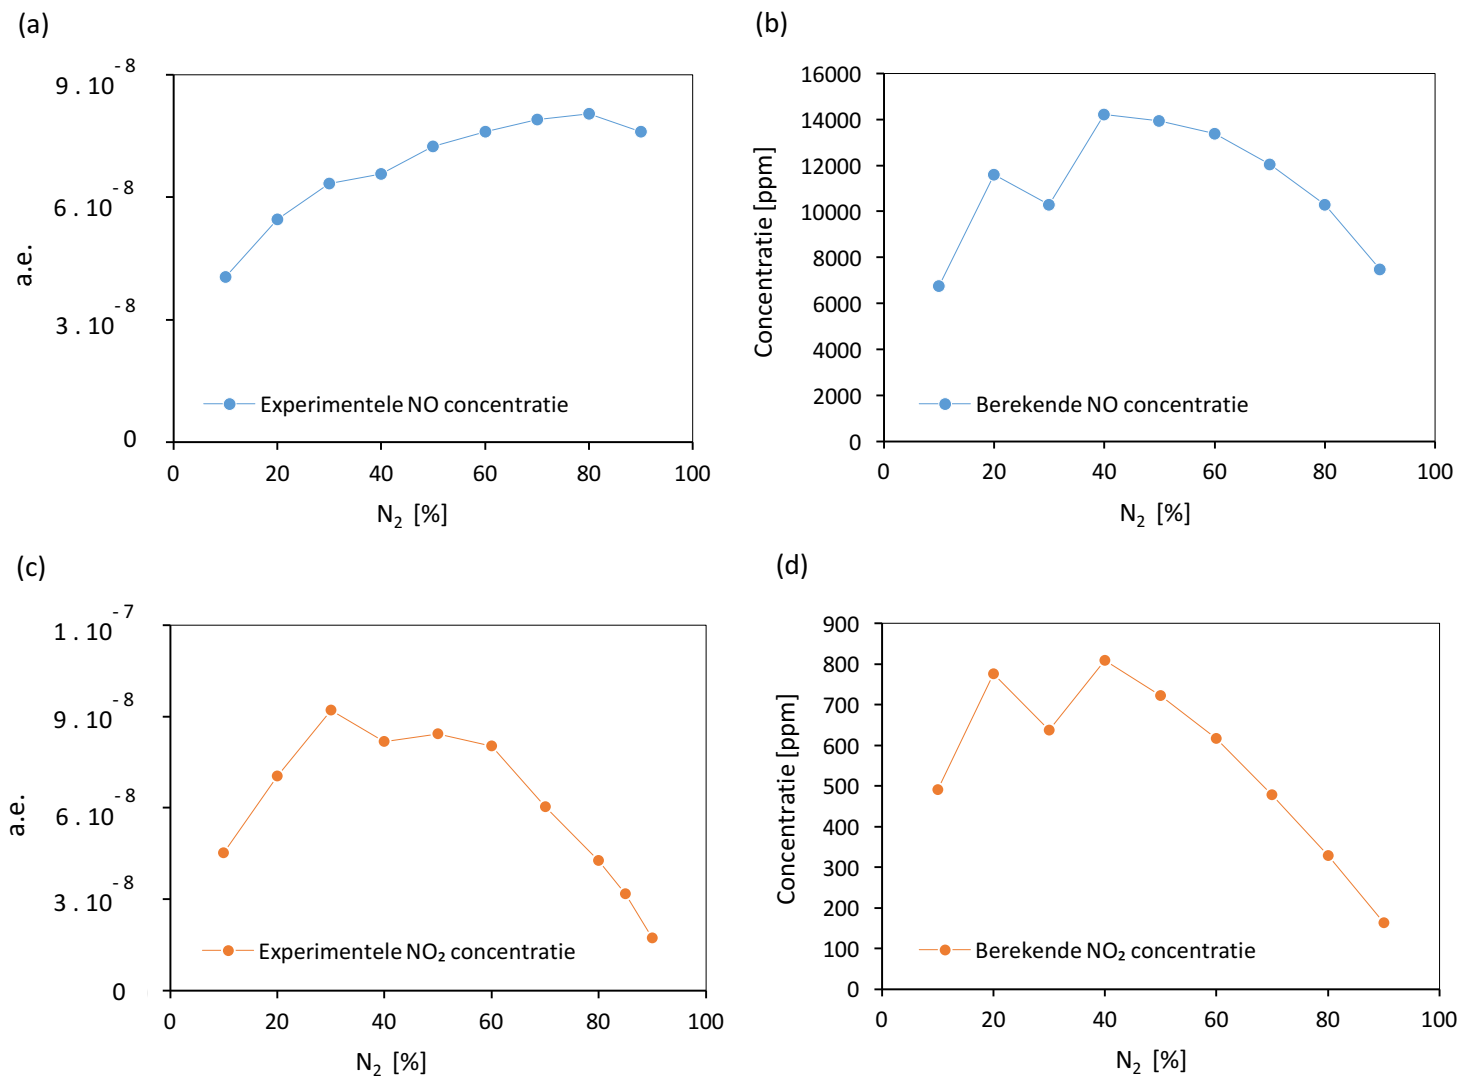 (a)
9 . 10 - 8
6 . 10 - 8
3 . 10 - 8
0
a.e.
Experimentele NO concentratie
0 20 40 60 80 100
N₂ [%]
(b)
16000
14000
12000
10000
8000
6000
4000
2000
0
Concentratie [ppm]
Berekende NO concentratie
0 20 40 60 80 100
N₂ [%]
(c)
1 . 10 - 7
9 . 10 - 8
6 . 10 - 8
3 . 10 - 8
0
a.e.
Experimentele NO₂ concentratie
0 20 40 60 80 100
N₂ [%]
(d)
900
800
700
600
500
400
300
200
100
0
Concentratie [ppm]
Berekende NO₂ concentratie
0 20 40 60 80 100
N₂ [%]